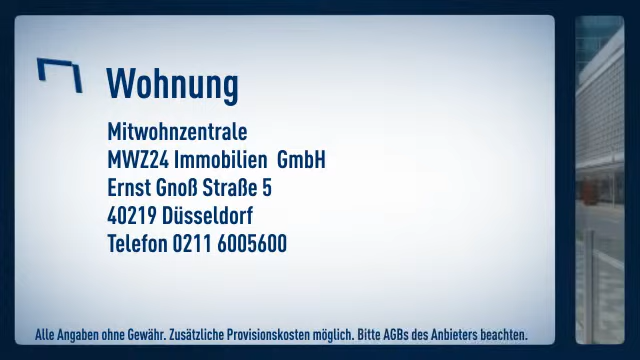 Wohnung
Mitwohnzentrale
MWZ24 Immobilien GmbH
Ernst Gnoß Straße 5
40219 Düsseldorf
Telefon 0211 6005600
Alle Angaben ohne Gewähr. Zusätzliche Provisionskosten möglich. Bitte AGBs des Anbieters beachten.